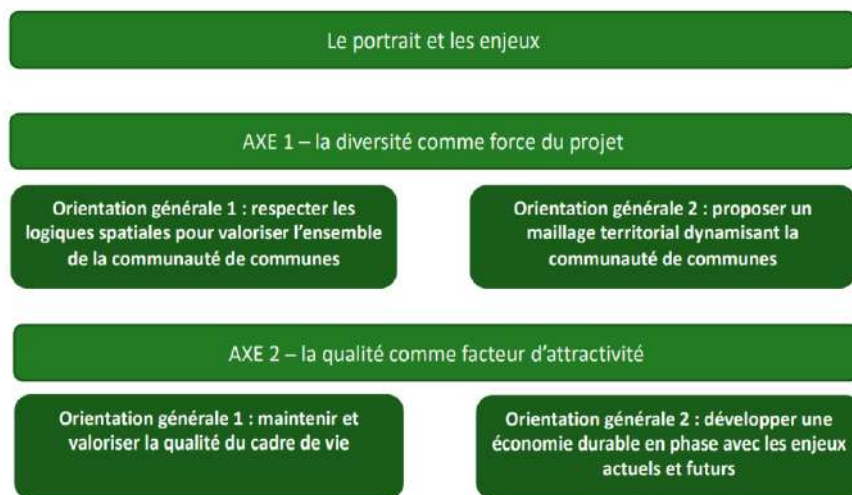 Le portrait et les enjeux
AXE 1 – la diversité comme force du projet
Orientation générale 1 : respecter les
logiques spatiales pour valoriser l'ensemble
de la communauté de communes
Orientation générale 2 : proposer un
maillage territorial dynamisant la
communauté de communes
AXE 2 – la qualité comme facteur d'attractivité
Orientation générale 1 : maintenir et
valoriser la qualité du cadre de vie
Orientation générale 2 : développer une
économie durable en phase avec les enjeux
actuels et futurs